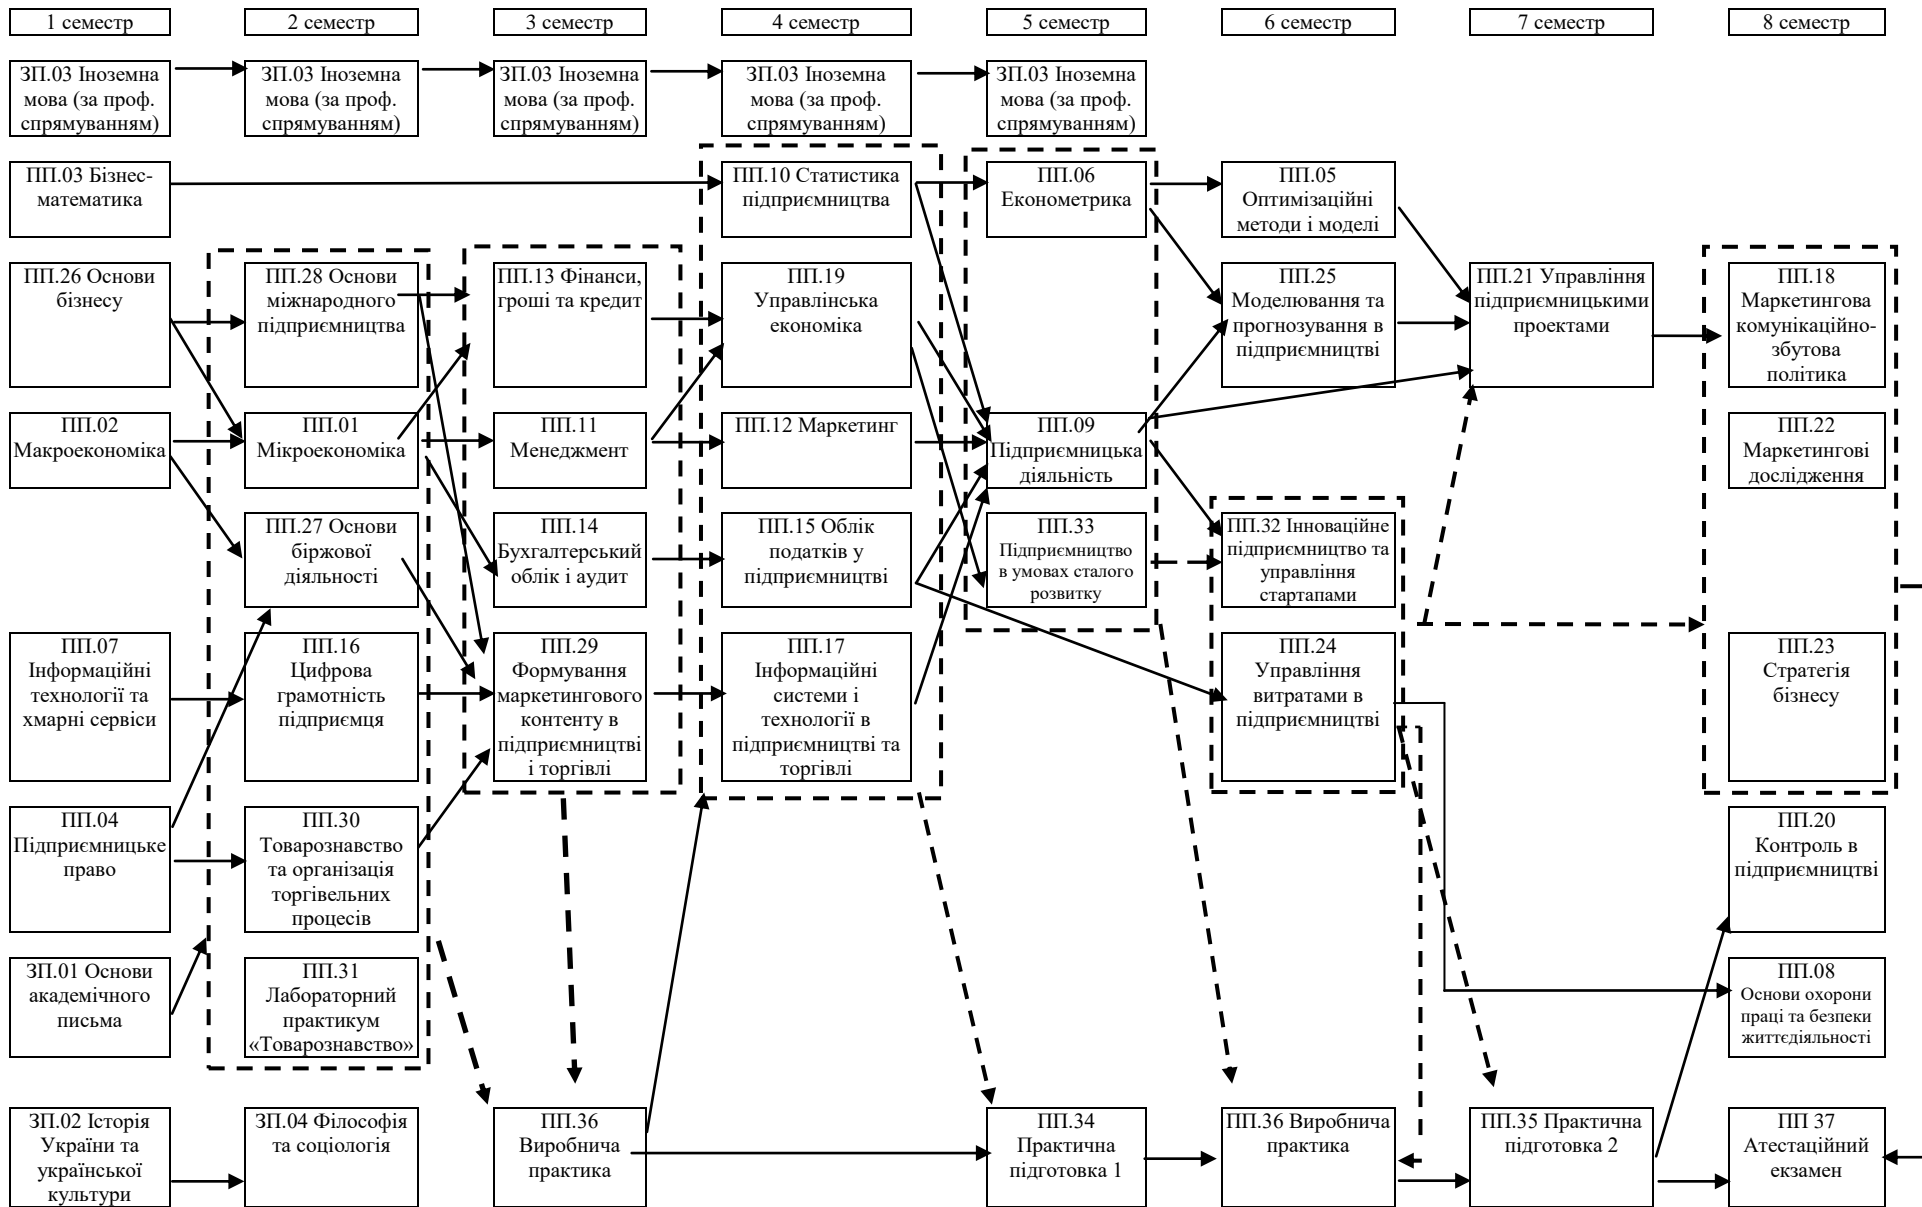 1 семестр
2 семестр
3 семестр
4 семестр
5 семестр
6 семестр
7 семестр
8 семестр
ЗП.03 Іноземна
мова (за проф.
спрямуванням)
ЗП.03 Іноземна
мова (за проф.
спрямуванням)
ЗП.03 Іноземна
мова (за проф.
спрямуванням)
ЗП.03 Іноземна
мова (за проф.
спрямуванням)
ЗП.03 Іноземна
мова (за проф.
спрямуванням)
ПП.03 Бізнес-
математика
ПП.10 Статистика
підприємництва
ПП.06
Економетрика
ПП.05
Оптимізаційні
методи і моделі
ПП.26 Основи
бізнесу
ПП.28 Основи
міжнародного
підприємництва
ПП.13 Фінанси,
гроші та кредит
ПП.19
Управлінська
економіка
ПП.25
Моделювання та
прогнозування в
підприємництві
ПП.21 Управління
підприємницькими
проектами
ПП.18
Маркетингова
комунікаційно-
збутова
політика
ПП.02
Макроекономіка
ПП.01
Мікроекономіка
ПП.11
Менеджмент
ПП.12 Маркетинг
ПП.09
Підприємницька
діяльність
ПП.22
Маркетингові
дослідження
ПП.27 Основи
біржової
діяльності
ПП.14
Бухгалтерський
облік і аудит
ПП.15 Облік
податків у
підприємництві
ПП.33
Підприємництво
в умовах сталого
розвитку
ПП.32 Інноваційне
підприємництво та
управління
стартапами
ПП.07
Інформаційні
технології та
хмарні сервіси
ПП.16
Цифрова
грамотність
підприємця
ПП.29
Формування
маркетингового
контенту в
підприємництві
і торгівлі
ПП.17
Інформаційні
системи і
технології в
підприємництві та
торгівлі
ПП.24
Управління
витратами в
підприємництві
ПП.23
Стратегія
бізнесу
ПП.04
Підприємницьке
право
ПП.30
Товарознавство
та організація
торгівельних
процесів
ПП.20
Контроль в
підприємництві
ЗП.01 Основи
академічного
письма
ПП.31
Лабораторний
практикум
«Товарознавство»
ПП.08
Основи охорони
праці та безпеки
життєдіяльності
ЗП.02 Історія
України та
української
культури
ЗП.04 Філософія
та соціологія
ПП.36
Виробнича
практика
ПП.34
Практична
підготовка 1
ПП.36 Виробнича
практика
ПП.35 Практична
підготовка 2
ПП 37
Атестаційний
екзамен